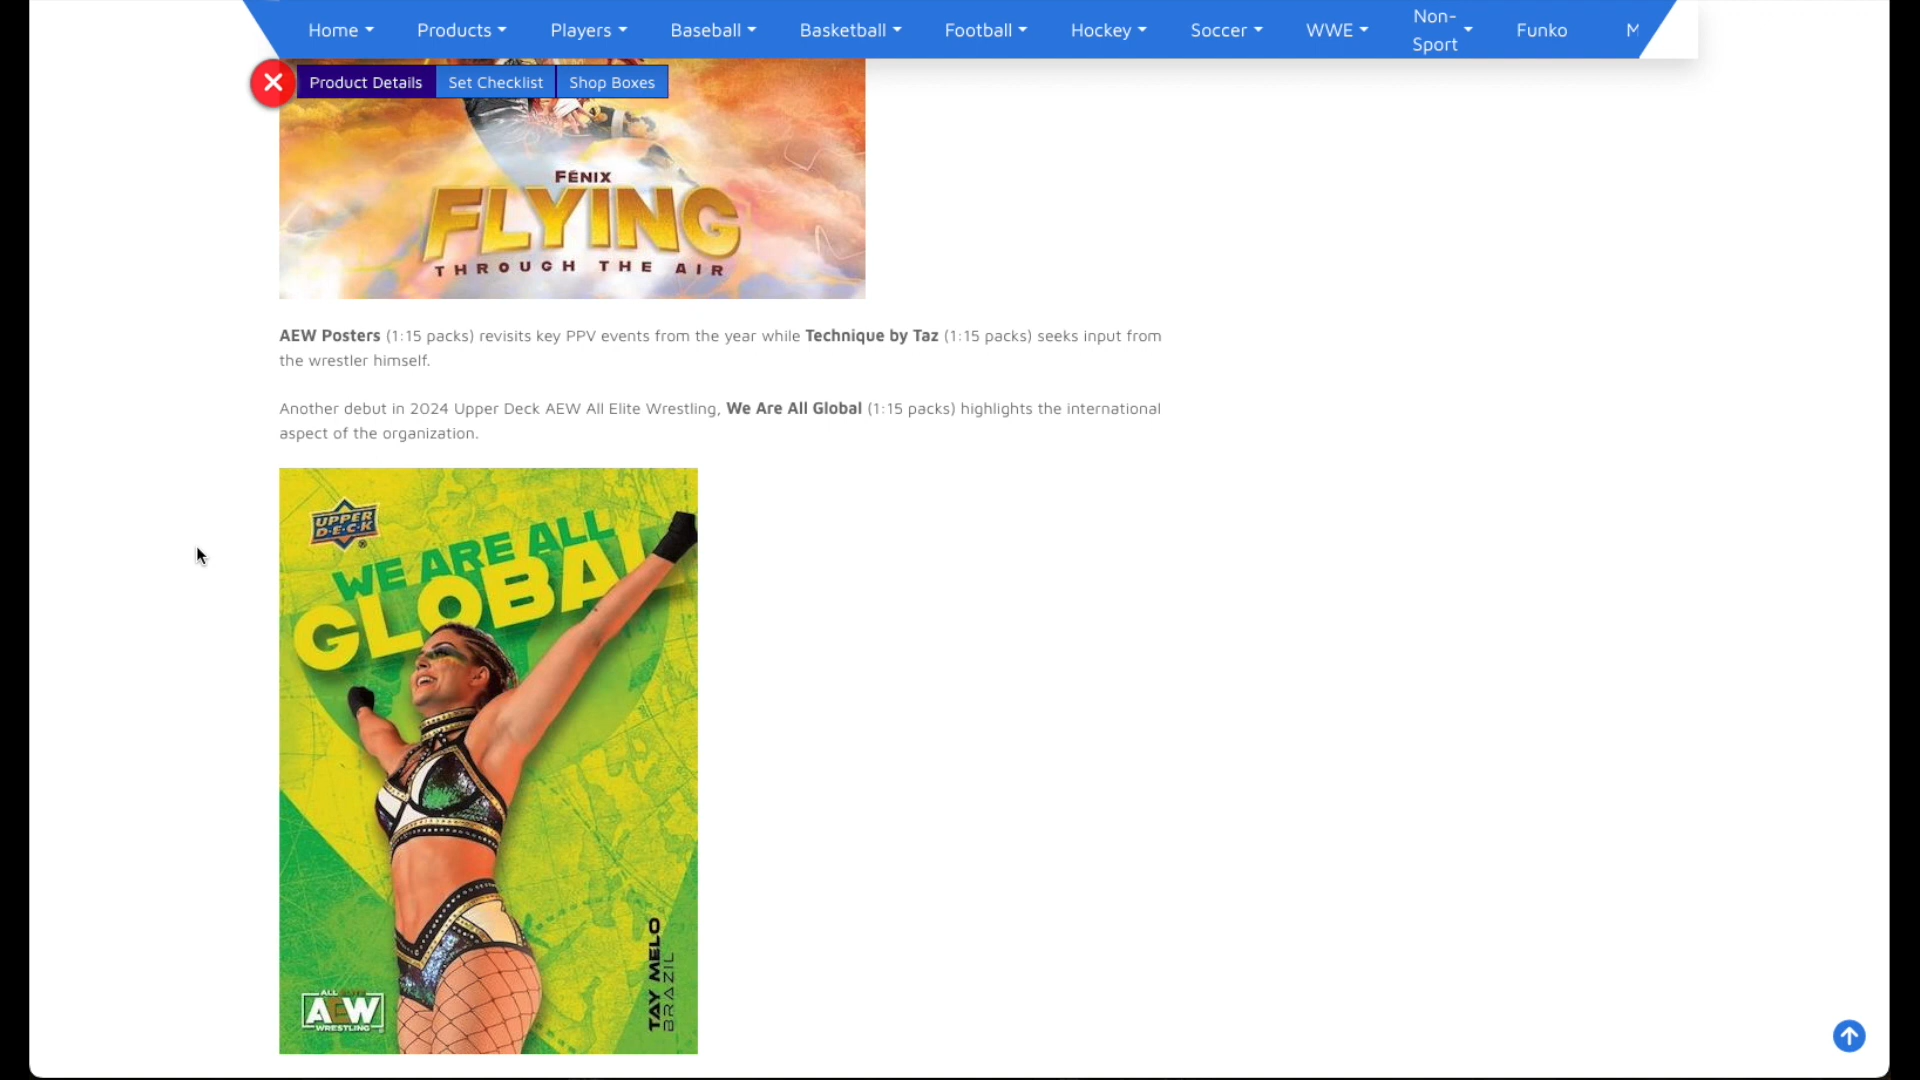 Home
Products
Players
Baseball
Basketball
Football
Hockey
Soccer
WWE
Non-
Sport
Funko
M
Product Details
Set Checklist
Shop Boxes
FÉNIX
FLYING
THROUGH THE AIR
AEW Posters (1:15 packs) revisits key PPV events from the year while Technique by Taz (1:15 packs) seeks input from
the wrestler himself.
Another debut in 2024 Upper Deck AEW All Elite Wrestling, We Are All Global (1:15 packs) highlights the international
aspect of the organization.
UPPER
D·E·C·K
WE ARE ALL
GLOBAL
TAY MELO
BRAZIL
ALL ELITE
AEW
WRESTLING